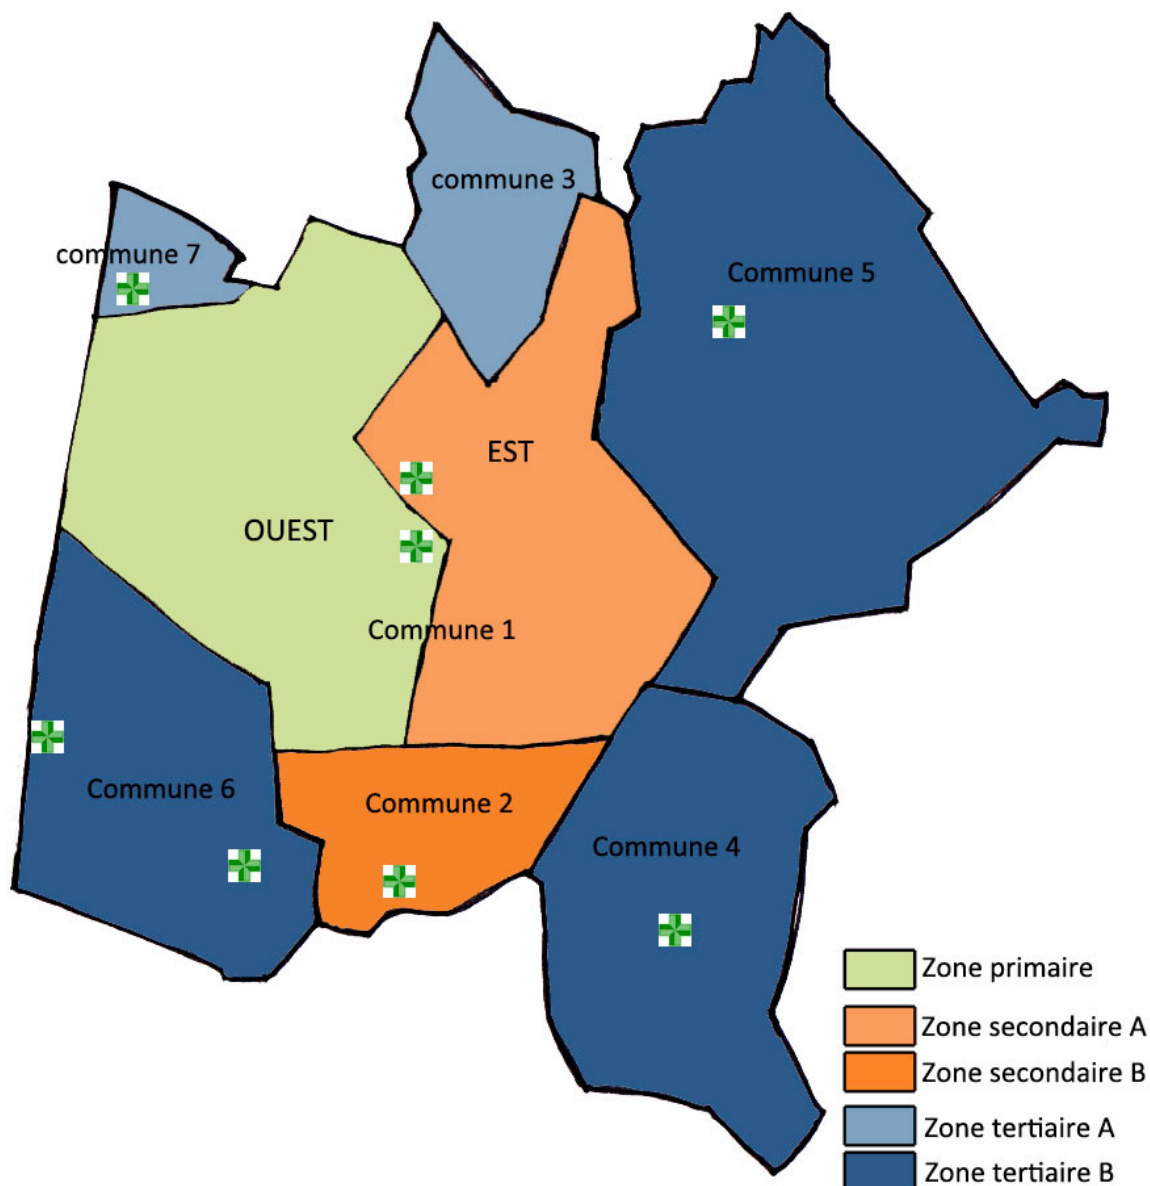 commune 3
commune 7
Commune 5
EST
OUEST
Commune 1
Commune 6
Commune 2
Commune 4
Zone primaire
Zone secondaire A
Zone secondaire B
Zone tertiaire A
Zone tertiaire B